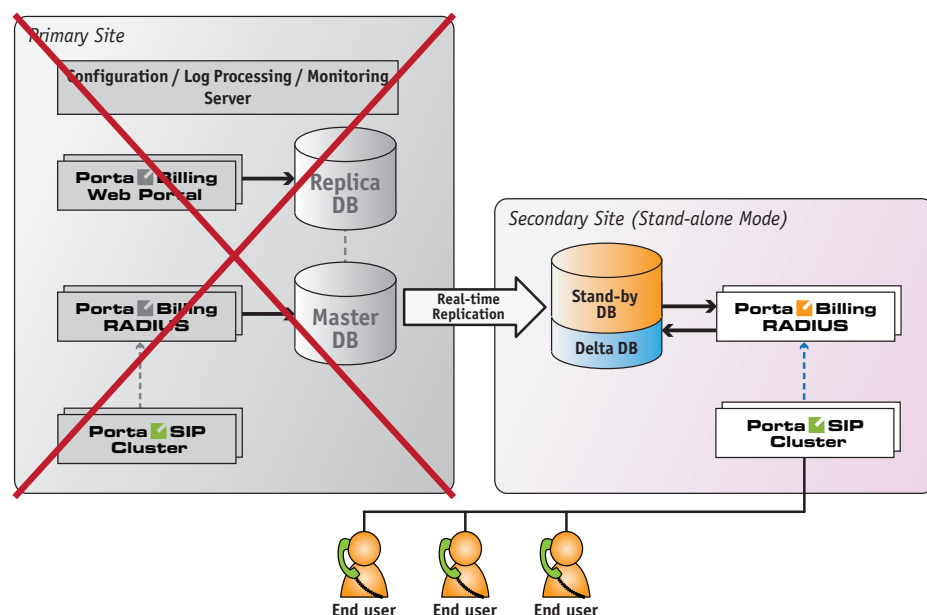 Primary Site
Configuration / Log Processing / Monitoring
Server
Porta Billing
Web Portal
Replica
DB
Secondary Site (Stand-alone Mode)
Porta Billing
RADIUS
Master
DB
Real-time
Replication
Stand-by
DB
Delta DB
Porta Billing
RADIUS
Porta SIP
Cluster
Porta SIP
Cluster
End user
End user
End user